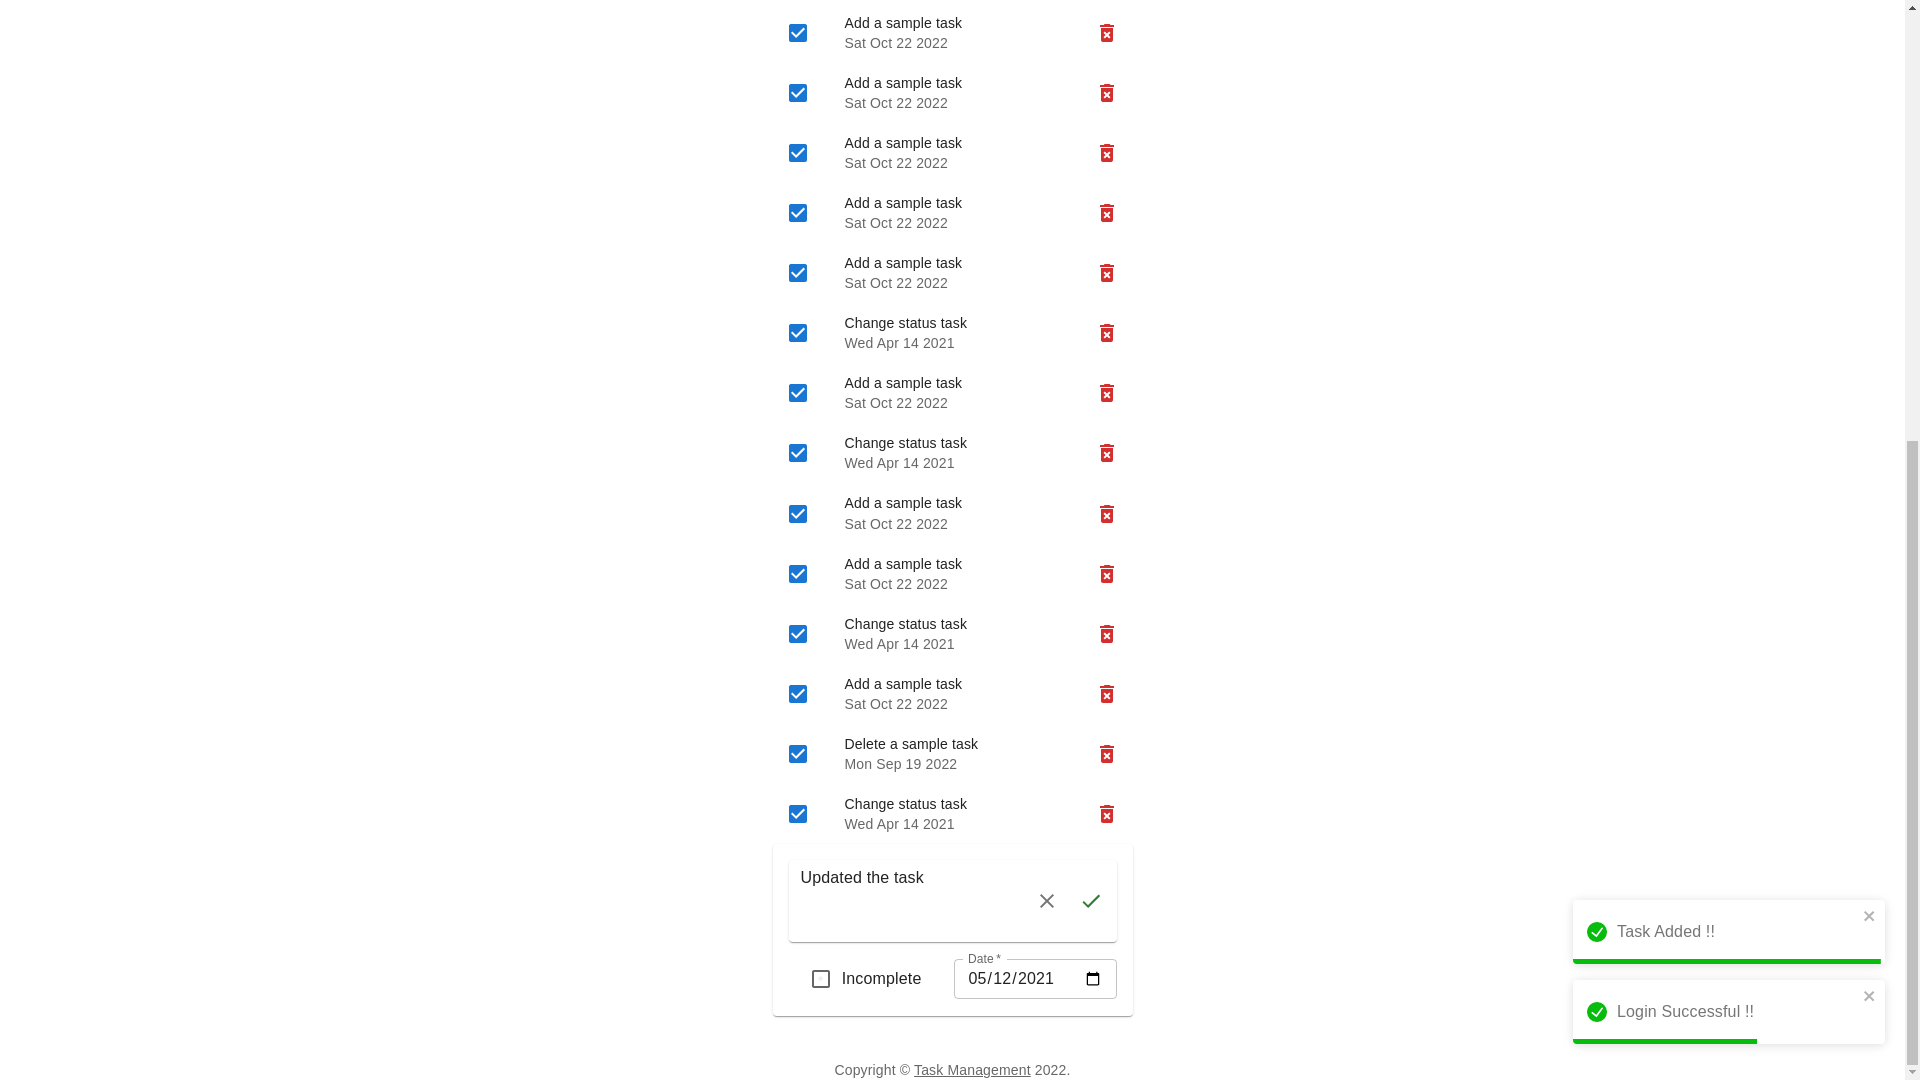 Add a sample task
Sat Oct 22 2022
Add a sample task
Sat Oct 22 2022
Add a sample task
Sat Oct 22 2022
Add a sample task
Sat Oct 22 2022
Add a sample task
Sat Oct 22 2022
Change status task
Wed Apr 14 2021
Add a sample task
Sat Oct 22 2022
Change status task
Wed Apr 14 2021
Add a sample task
Sat Oct 22 2022
Add a sample task
Sat Oct 22 2022
Change status task
Wed Apr 14 2021
Add a sample task
Sat Oct 22 2022
Delete a sample task
Mon Sep 19 2022
Change status task
Wed Apr 14 2021
Updated the task
Date *
Incomplete
05/12/2021
Task Added !!
Login Successful !!
Copyright © Task Management 2022.